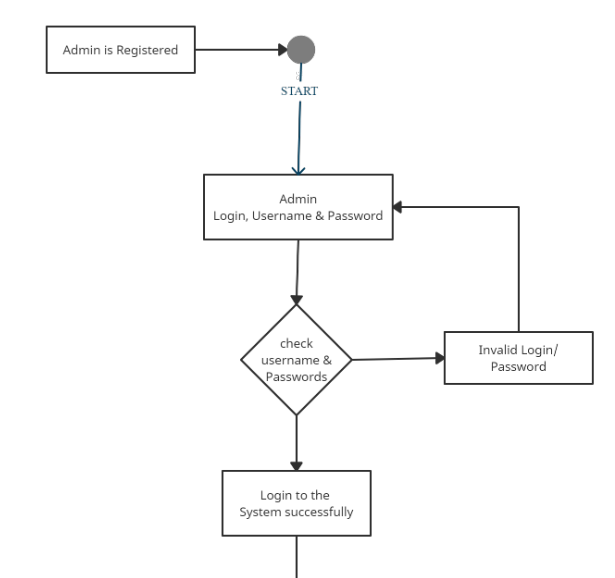 Admin is Registered
START
Admin
Login, Username & Password
check
username &
Passwords
Invalid Login/
Password
Login to the
System successfully